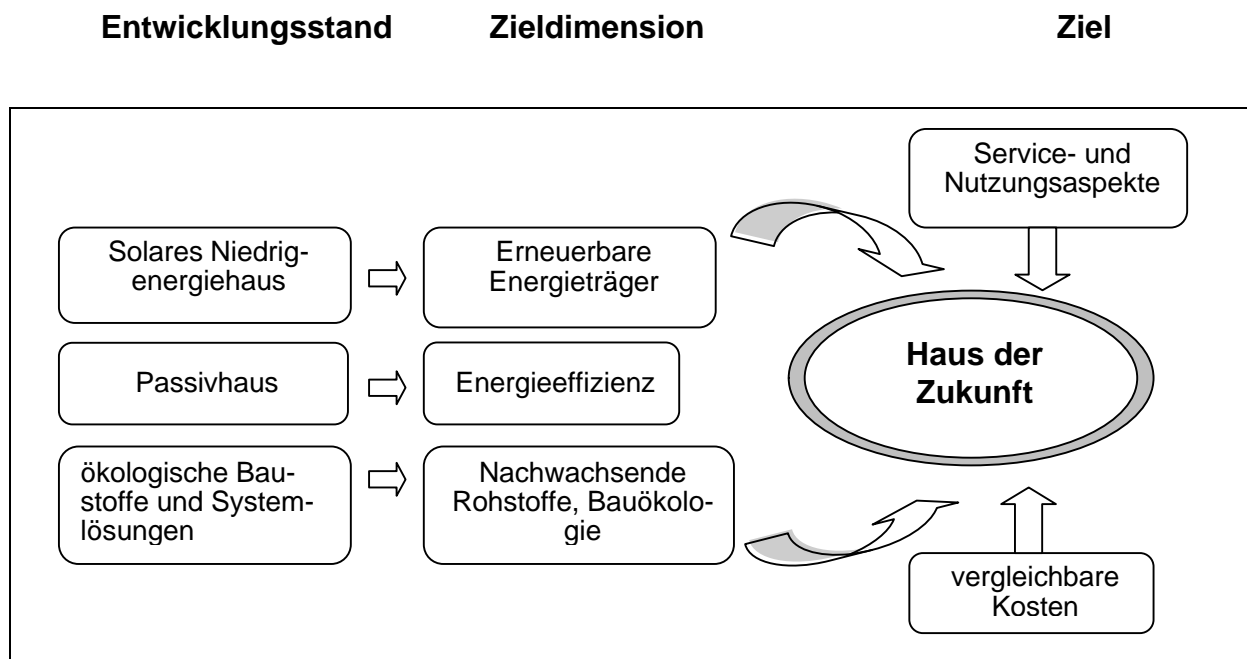 Entwicklungsstand Zieldimension Ziel
Service- und
Nutzungsaspekte
Solares Niedrig-
energiehaus
Erneuerbare
Energieträger
Passivhaus
Energieeffizienz
Haus der
Zukunft
ökologische Bau-
stoffe und System-
lösungen
Nachwachsende
Rohstoffe, Bauökolo-
gie
vergleichbare
Kosten